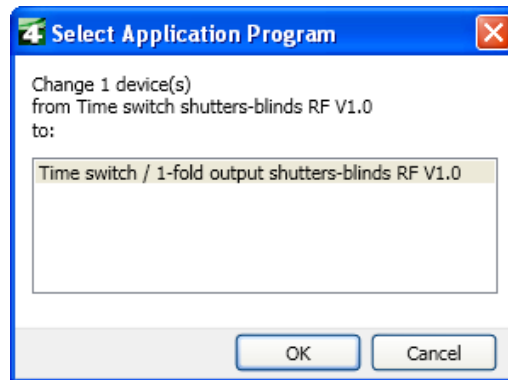 4 Select Application Program
Change 1 device(s)
from Time switch shutters-blinds RF V1.0
to:
Time switch / 1-fold output shutters-blinds RF V1.0
OK Cancel